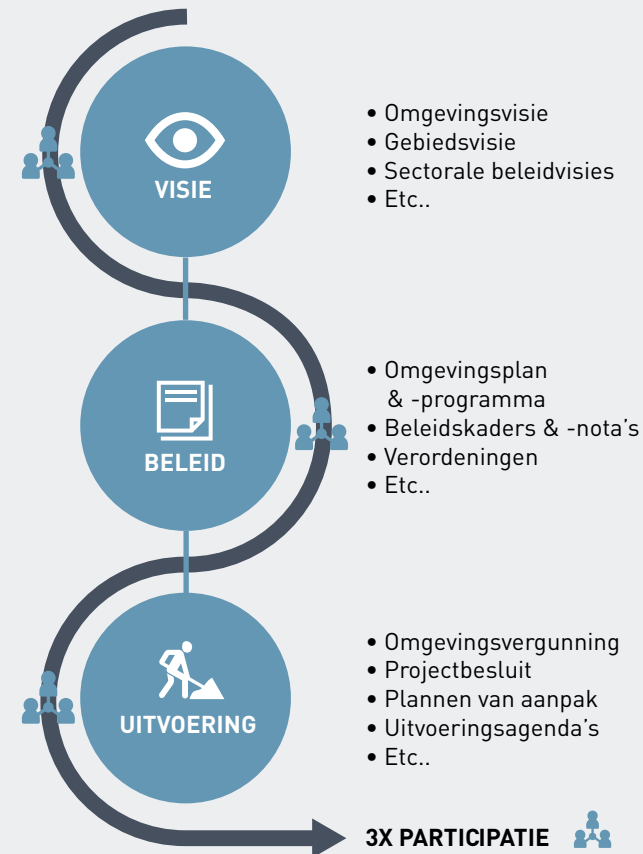 VISIE
• Omgevingsvisie
• Gebiedsvisie
• Sectorale beleidvisies
• Etc..
BELEID
• Omgevingsplan
& -programma
• Beleidskaders & -nota's
• Verordeningen
• Etc..
UITVOERING
• Omgevingsvergunning
• Projectbesluit
• Plannen van aanpak
• Uitvoeringsagenda's
• Etc..
3X PARTICIPATIE